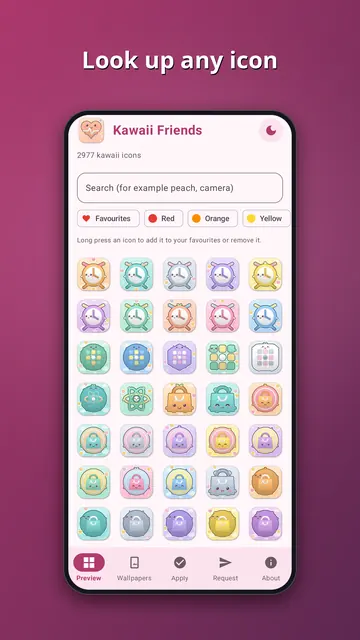 Look up any icon
Kawaii Friends
2977 kawaii icons
Search (for example peach, camera)
Favourites Red Orange Yellow
Long press an icon to add it to your favourites or remove it.
Preview Wallpapers Apply Request About